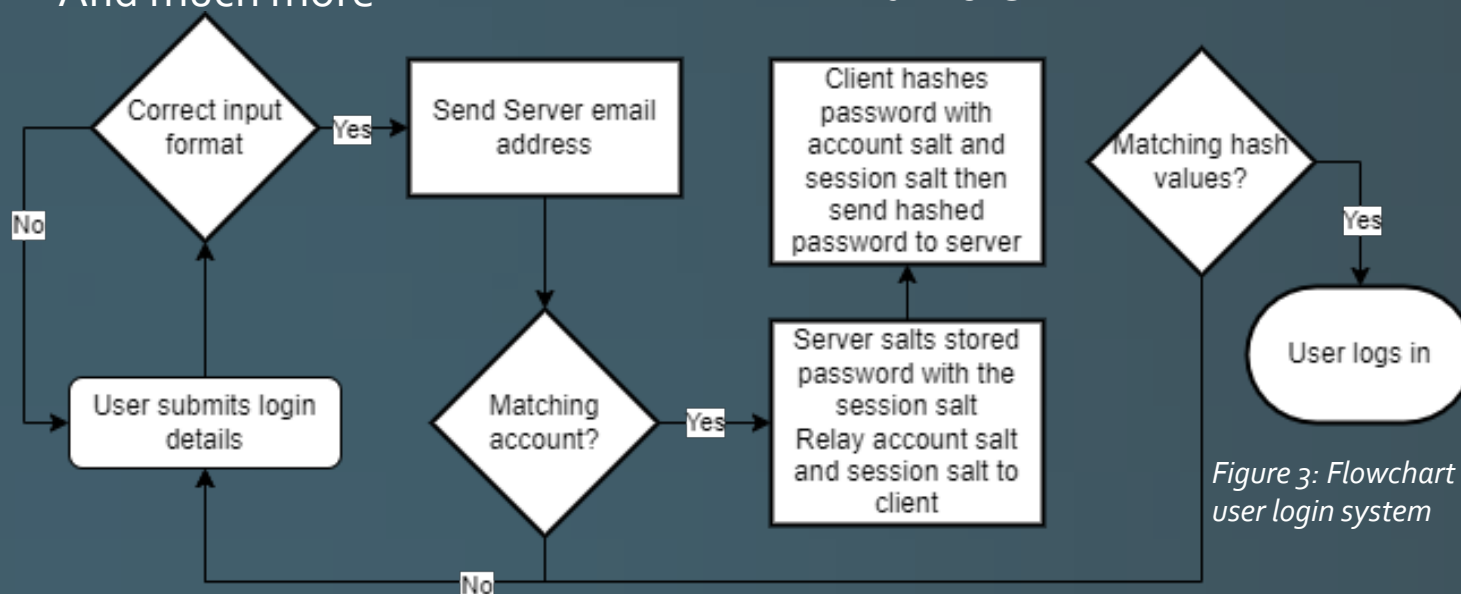 And much more
Correct input
format
Yes
Send Server email
address
Client hashes
password with
account salt and
session salt then
send hashed
password to server
Matching hash
values?
No
Yes
User submits login
details
Matching
account?
Yes
Server salts stored
password with the
session salt
Relay account salt
and session salt to
client
User logs in
Figure 3: Flowchart
user login system
No